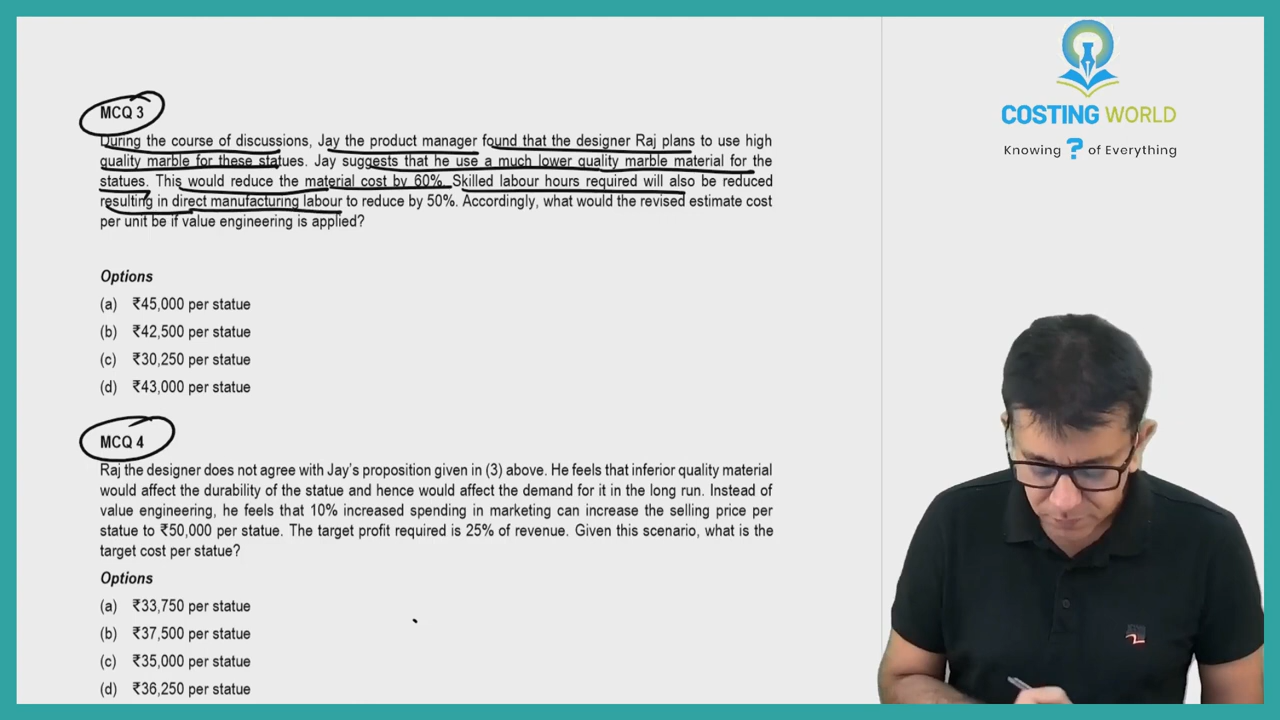 COSTING WORLD
Knowing ? of Everything
MCQ 3
During the course of discussions, Jay the product manager found that the designer Raj plans to use high
quality marble for these statues. Jay suggests that he use a much lower quality marble material for the
statues. This would reduce the material cost by 60%. Skilled labour hours required will also be reduced
resulting in direct manufacturing labour to reduce by 50%. Accordingly, what would the revised estimate cost
per unit be if value engineering is applied?
Options
(a) ₹45,000 per statue
(b) ₹42,500 per statue
(c) ₹30,250 per statue
(d) ₹43,000 per statue
MCQ 4
Raj the designer does not agree with Jay's proposition given in (3) above. He feels that inferior quality material
would affect the durability of the statue and hence would affect the demand for it in the long run. Instead of
value engineering, he feels that 10% increased spending in marketing can increase the selling price per
statue to ₹50,000 per statue. The target profit required is 25% of revenue. Given this scenario, what is the
target cost per statue?
Options
(a) ₹33,750 per statue
(b) ₹37,500 per statue
(c) ₹35,000 per statue
(d) ₹36,250 per statue